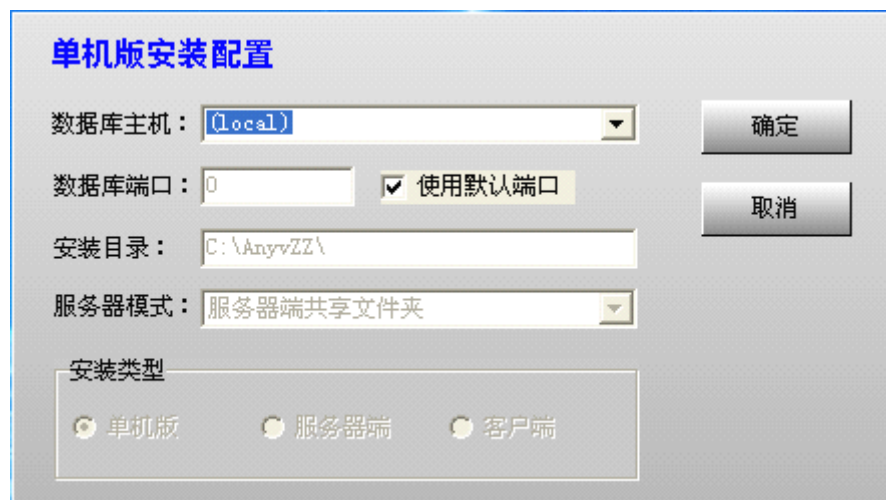 单机版安装配置
数据库主机： (local)
确定
数据库端口： 0 使用默认端口
取消
安装目录： C:\AnyvZZ\
服务器模式： 服务器端共享文件夹
安装类型
单机版 服务器端 客户端